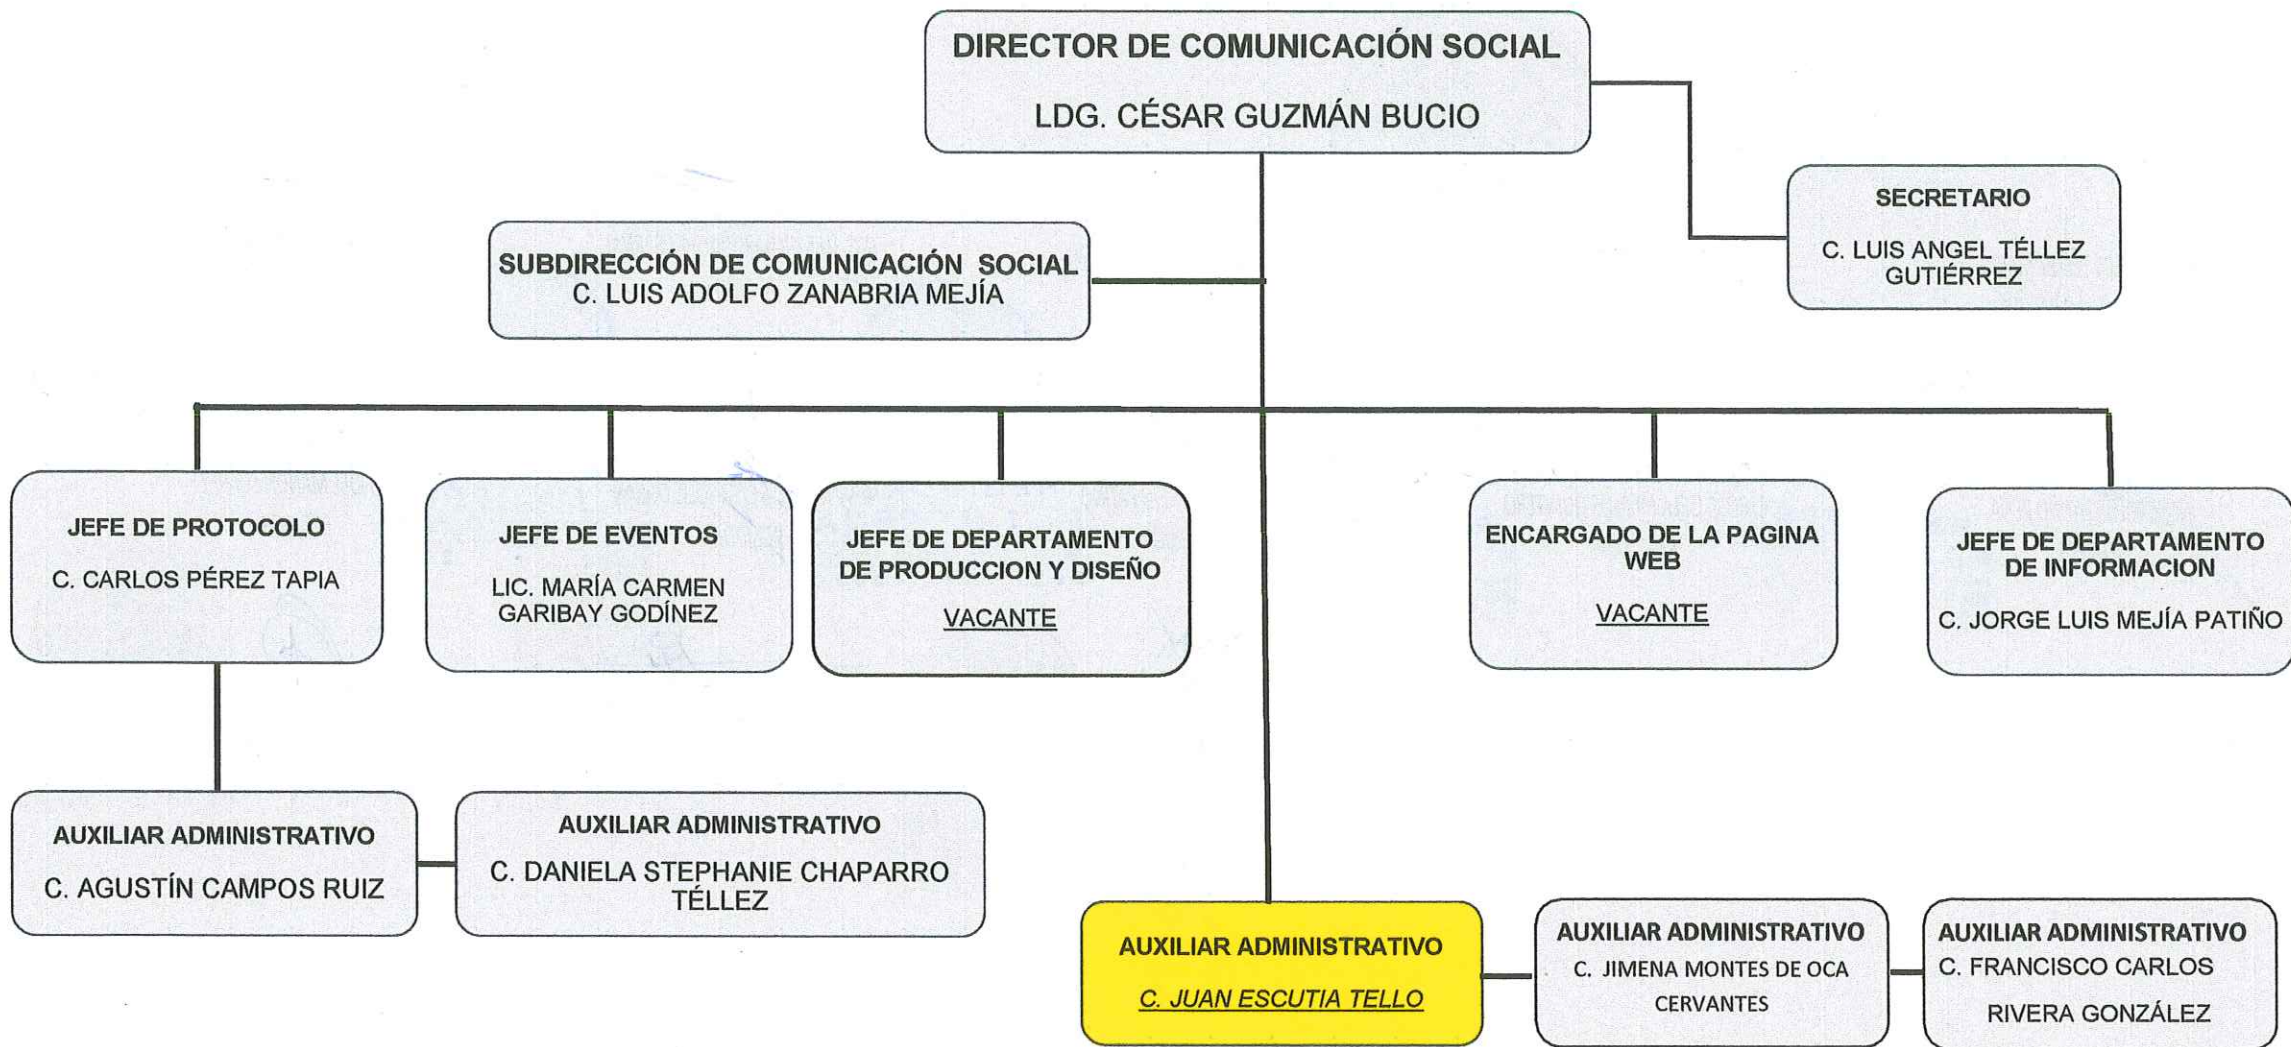 DIRECTOR DE COMUNICACIÓN SOCIAL
LDG. CÉSAR GUZMÁN BUCIO
SECRETARIO
C. LUIS ANGEL TÉLLEZ
GUTIÉRREZ
SUBDIRECCIÓN DE COMUNICACIÓN SOCIAL
C. LUIS ADOLFO ZANABRIA MEJÍA
JEFE DE PROTOCOLO
C. CARLOS PÉREZ TAPIA
JEFE DE EVENTOS
LIC. MARÍA CARMEN
GARIBAY GODÍNEZ
JEFE DE DEPARTAMENTO
DE PRODUCCION Y DISEÑO
VACANTE
ENCARGADO DE LA PAGINA
WEB
VACANTE
JEFE DE DEPARTAMENTO
DE INFORMACION
C. JORGE LUIS MEJÍA PATIÑO
AUXILIAR ADMINISTRATIVO
C. AGUSTÍN CAMPOS RUIZ
AUXILIAR ADMINISTRATIVO
C. DANIELA STEPHANIE CHAPARRO
TÉLLEZ
AUXILIAR ADMINISTRATIVO
C. JUAN ESCUTIA TELLO
AUXILIAR ADMINISTRATIVO
C. JIMENA MONTES DE OCA
CERVANTES
AUXILIAR ADMINISTRATIVO
C. FRANCISCO CARLOS
RIVERA GONZÁLEZ